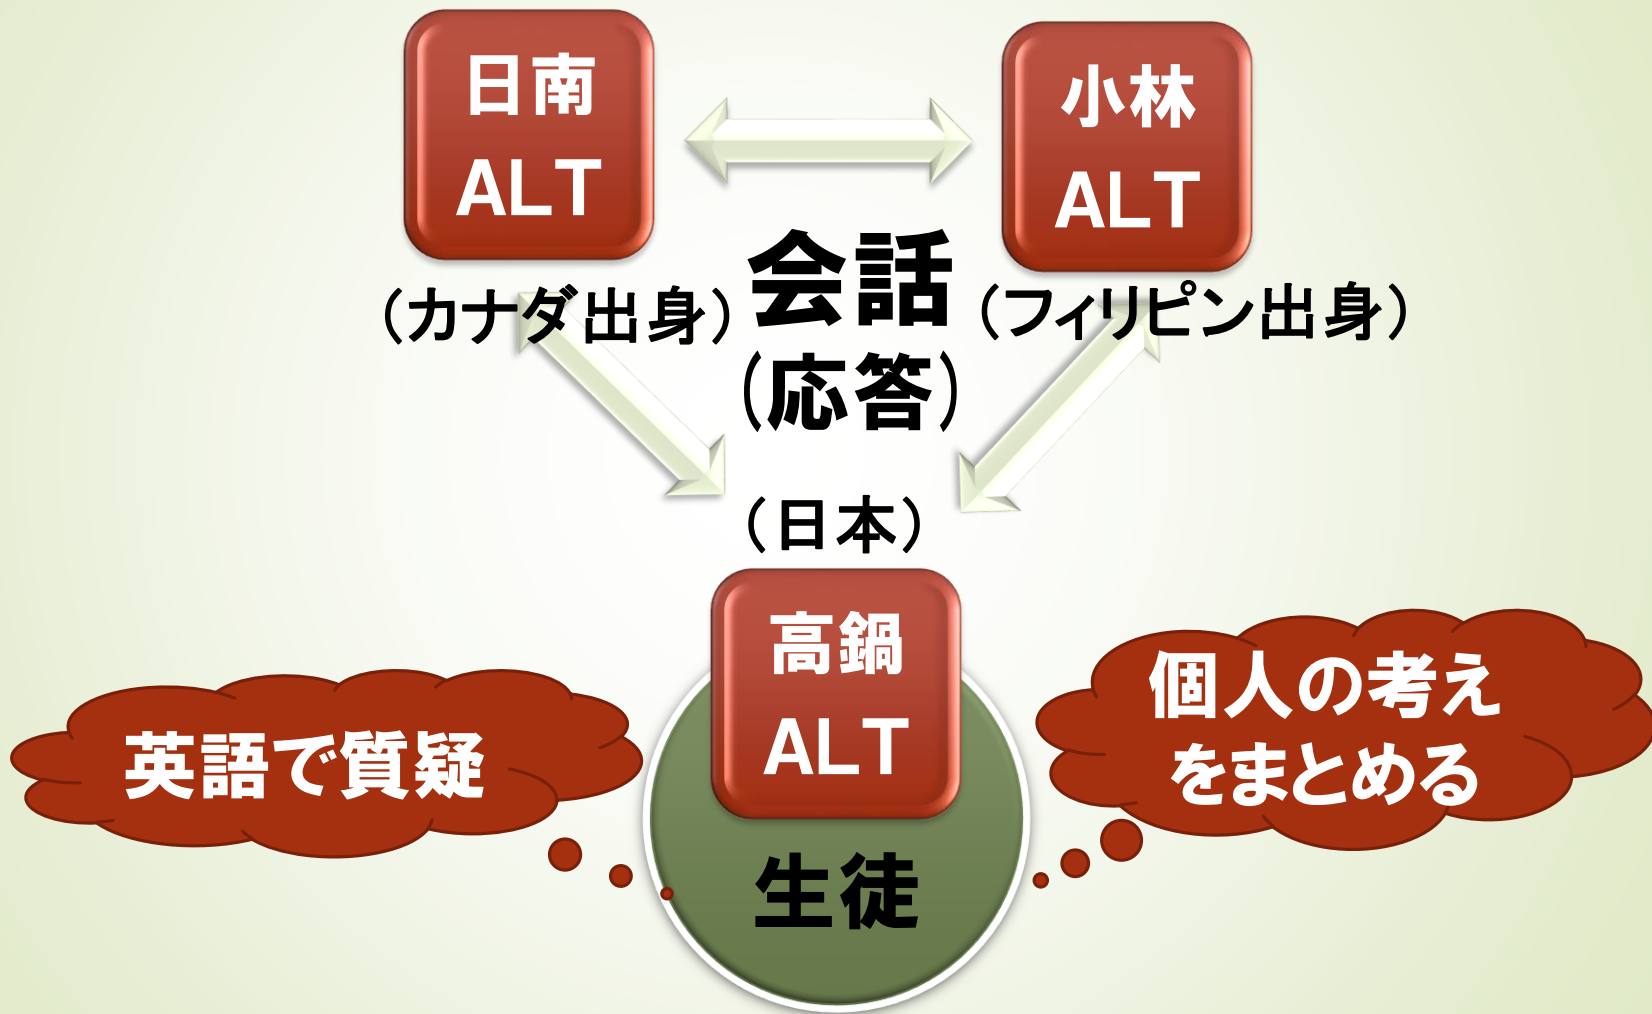 日南
ALT
小林
ALT
(カナダ出身)
会話
(フィリピン出身)
(応答)
(日本)
高鍋
ALT
英語で質疑
個人の考え
をまとめる
生徒